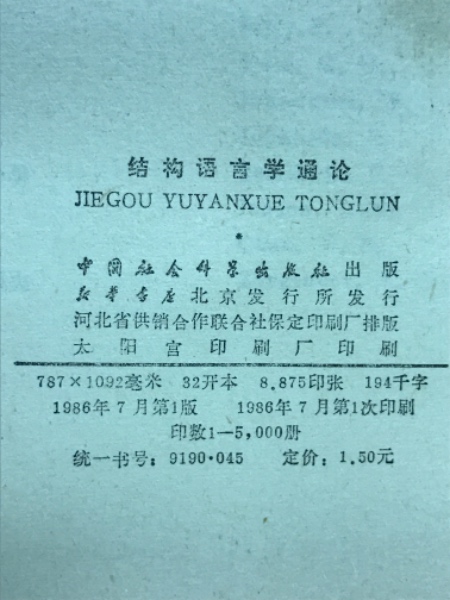 结构语言学通论
JIEGOU YUYANXUE TONGLUN
*
中国社会科学出版社出版
新华书店北京发行所发行
河北省供销合作联合社保定印刷厂排版
太阳宫印刷厂印刷
787×1092毫米 32开本 8.875印张 194千字
1986年7月第1版 1986年7月第1次印刷
印数1—5,000册
统一书号：9190·045 定价：1.50元